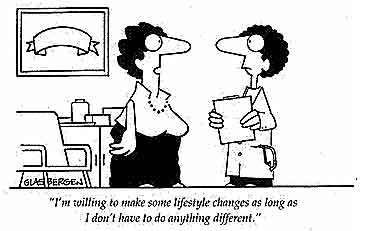 GLASBERGEN
"I'm willing to make some lifestyle changes as long as
I don't have to do anything different."